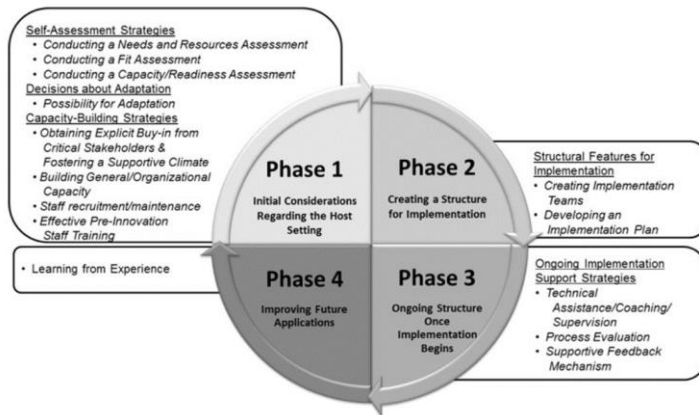 Self-Assessment Strategies
• Conducting a Needs and Resources Assessment
• Conducting a Fit Assessment
• Conducting a Capacity/Readiness Assessment
Decisions about Adaptation
• Possibility for Adaptation
Capacity-Building Strategies
• Obtaining Explicit Buy-in from
Critical Stakeholders &
Fostering a Supportive Climate
• Building General/Organizational
Capacity
• Staff recruitment/maintenance
• Effective Pre-Innovation
Staff Training
Phase 1
Initial Considerations
Regarding the Host
Setting
Phase 2
Creating a Structure
for Implementation
Structural Features for
Implementation
• Creating Implementation
Teams
• Developing an
Implementation Plan
• Learning from Experience
Phase 4
Improving Future
Applications
Phase 3
Ongoing Structure
Once
Implementation
Begins
Ongoing Implementation
Support Strategies
• Technical
Assistance/Coaching/
Supervision
• Process Evaluation
• Supportive Feedback
Mechanism